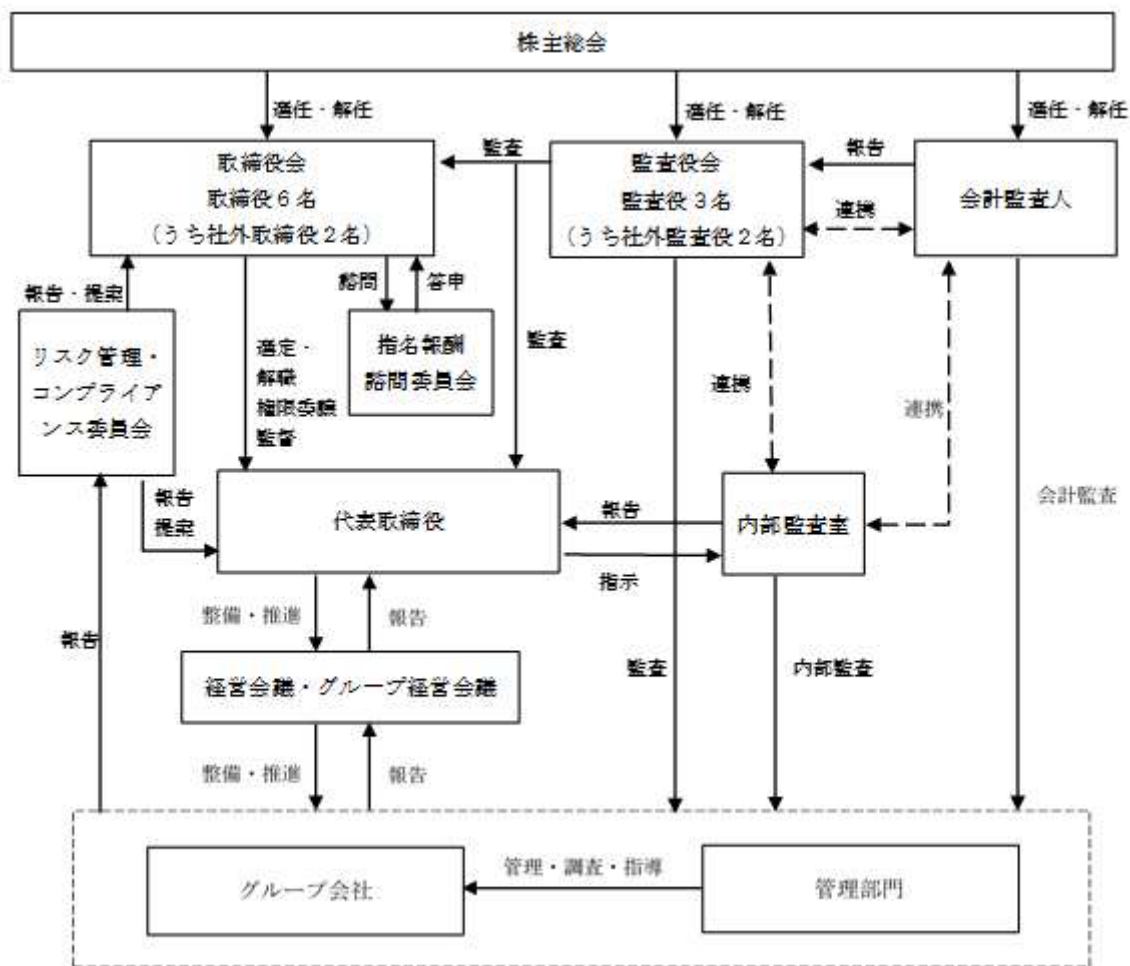 株主総会
選任・解任
選任・解任
選任・解任
取締役会
取締役6名
（うち社外取締役2名）
監査
監査役会
監査役3名
（うち社外監査役2名）
報告
連携
会計監査人
報告・提案
諮問
答申
リスク管理・
コンプライア
ンス委員会
選定・
解職
権限委譲
監督
指名報酬
諮問委員会
監査
連携
連携
報告
提案
代表取締役
報告
指示
内部監査室
会計監査
整備・推進
報告
報告
監査
内部監査
経営会議・グループ経営会議
整備・推進
報告
グループ会社
管理・調査・指導
管理部門